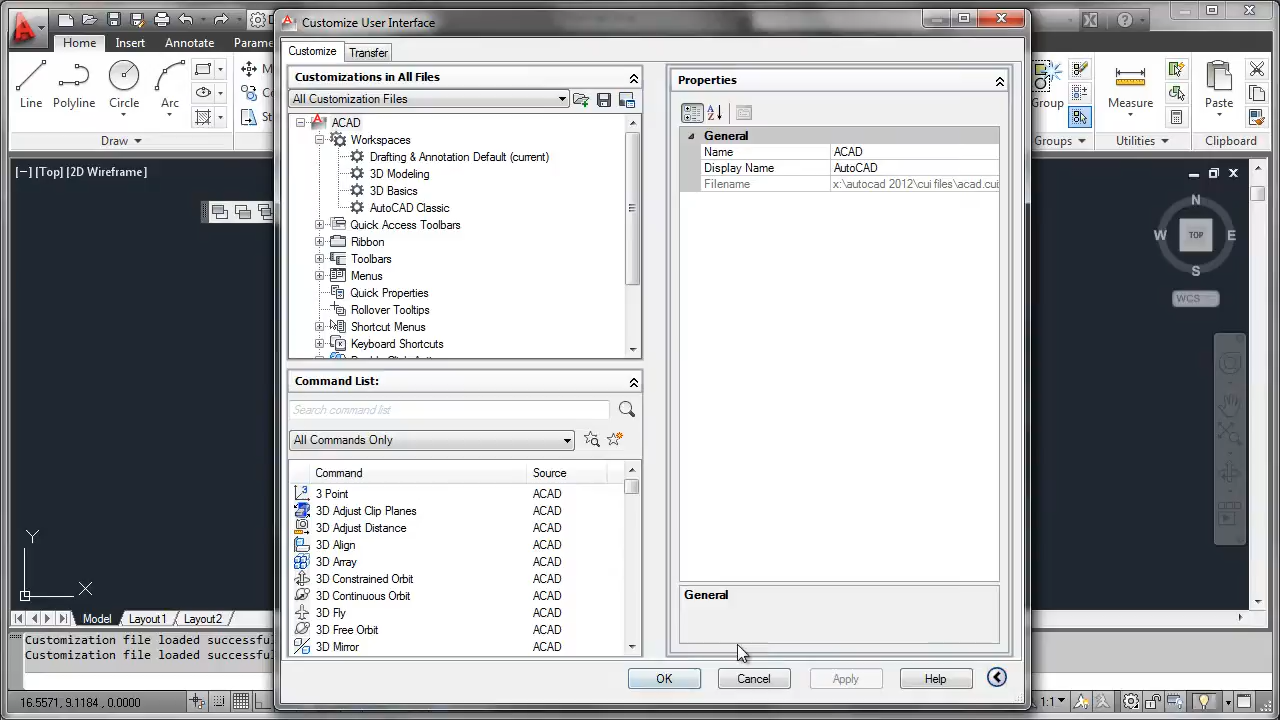 Customize User Interface
Home
Insert
Annotate
Parame
Line
Polyline
Circle
Arc
Draw
Group
Measure
Paste
Groups
Utilities
Clipboard
Customize
Transfer
Customizations in All Files
All Customization Files
ACAD
Workspaces
Drafting & Annotation Default (current)
3D Modeling
3D Basics
AutoCAD Classic
Quick Access Toolbars
Ribbon
Toolbars
Menus
Quick Properties
Rollover Tooltips
Shortcut Menus
Keyboard Shortcuts
Command List:
Search command list
All Commands Only
Command Source
3 Point ACAD
3D Adjust Clip Planes ACAD
3D Adjust Distance ACAD
3D Align ACAD
3D Array ACAD
3D Constrained Orbit ACAD
3D Continuous Orbit ACAD
3D Fly ACAD
3D Free Orbit ACAD
3D Mirror ACAD
Properties
General
Name ACAD
Display Name AutoCAD
Filename x:\autocad 2012\cui files\acad.cui
General
OK
Cancel
Apply
Help
[−][Top][2D Wireframe]
N
W
TOP
E
S
WCS
Y
X
Model
Layout1
Layout2
Customization file loaded successfu
Customization file loaded successfu
16.5571, 9.1184, 0.0000
1:1